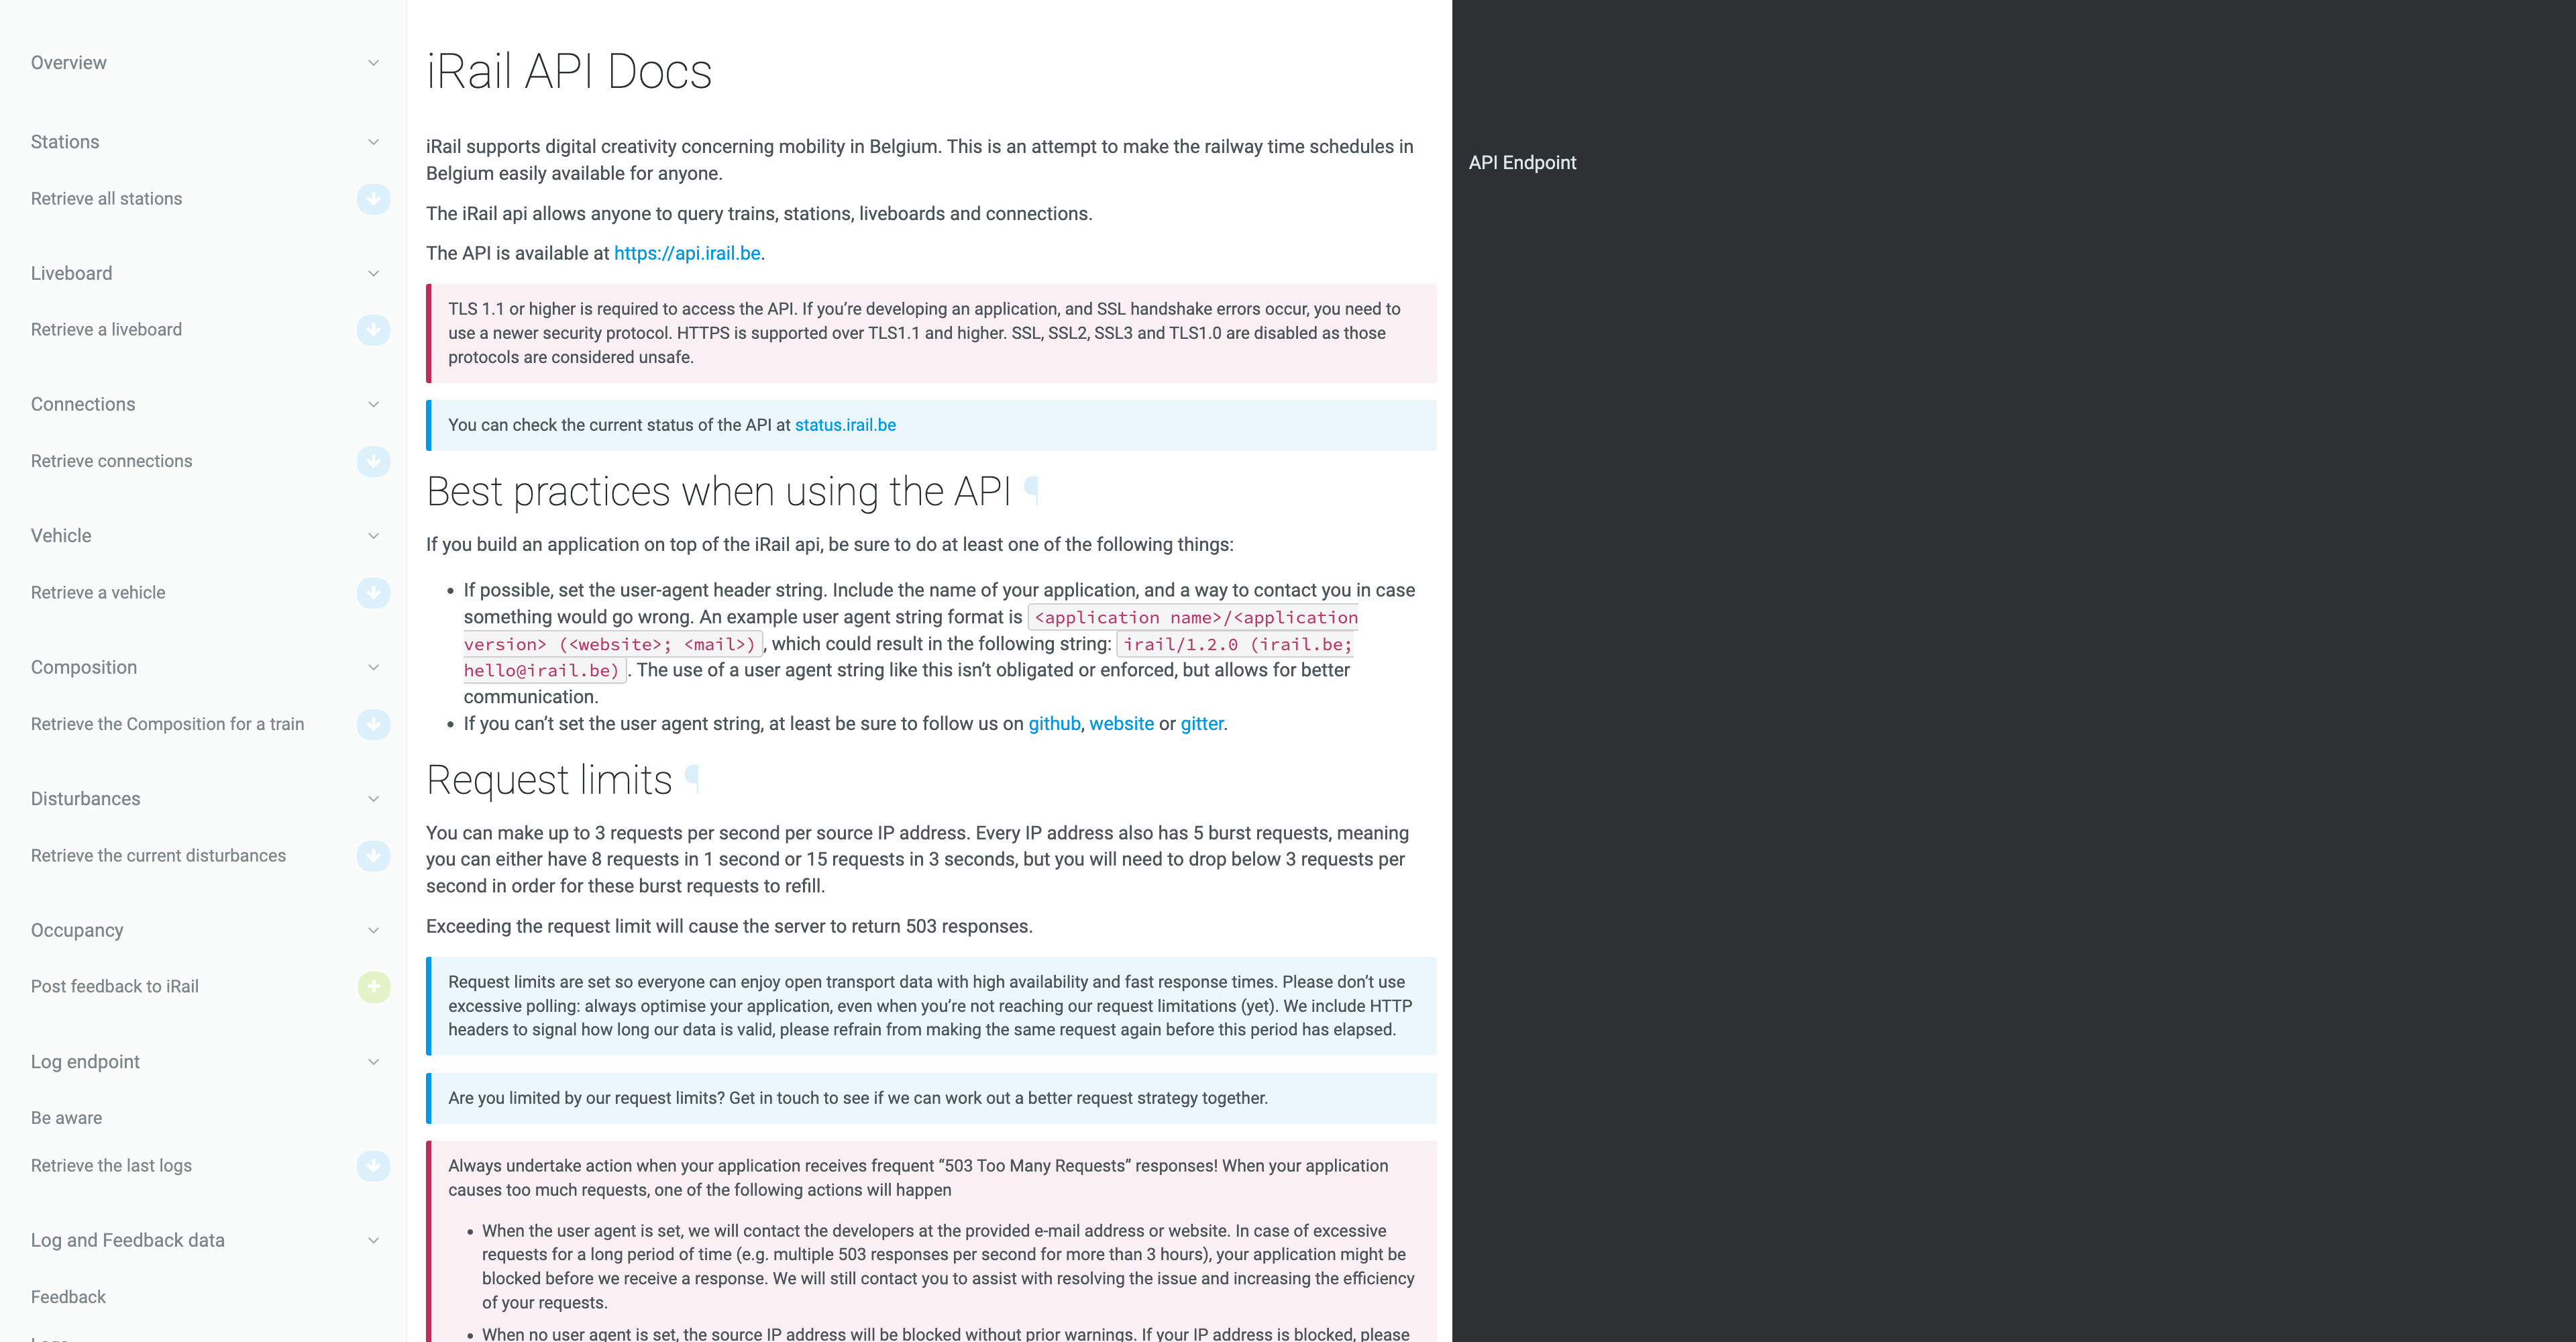 Overview
Stations
Retrieve all stations
Liveboard
Retrieve a liveboard
Connections
Retrieve connections
Vehicle
Retrieve a vehicle
Composition
Retrieve the Composition for a train
Disturbances
Retrieve the current disturbances
Occupancy
Post feedback to iRail
Log endpoint
Be aware
Retrieve the last logs
Log and Feedback data
Feedback
iRail API Docs
iRail supports digital creativity concerning mobility in Belgium. This is an attempt to make the railway time schedules in
Belgium easily available for anyone.
The iRail api allows anyone to query trains, stations, liveboards and connections.
The API is available at https://api.irail.be.
TLS 1.1 or higher is required to access the API. If you’re developing an application, and SSL handshake errors occur, you need to
use a newer security protocol. HTTPS is supported over TLS1.1 and higher. SSL, SSL2, SSL3 and TLS1.0 are disabled as those
protocols are considered unsafe.
You can check the current status of the API at status.irail.be
Best practices when using the API ¶
If you build an application on top of the iRail api, be sure to do at least one of the following things:
• If possible, set the user-agent header string. Include the name of your application, and a way to contact you in case
something would go wrong. An example user agent string format is <application name>/<application
version> (<website>; <mail>), which could result in the following string: irail/1.2.0 (irail.be;
hello@irail.be). The use of a user agent string like this isn’t obligated or enforced, but allows for better
communication.
• If you can’t set the user agent string, at least be sure to follow us on github, website or gitter.
Request limits ¶
You can make up to 3 requests per second per source IP address. Every IP address also has 5 burst requests, meaning
you can either have 8 requests in 1 second or 15 requests in 3 seconds, but you will need to drop below 3 requests per
second in order for these burst requests to refill.
Exceeding the request limit will cause the server to return 503 responses.
Request limits are set so everyone can enjoy open transport data with high availability and fast response times. Please don’t use
excessive polling: always optimise your application, even when you’re not reaching our request limitations (yet). We include HTTP
headers to signal how long our data is valid, please refrain from making the same request again before this period has elapsed.
Are you limited by our request limits? Get in touch to see if we can work out a better request strategy together.
Always undertake action when your application receives frequent “503 Too Many Requests” responses! When your application
causes too much requests, one of the following actions will happen
• When the user agent is set, we will contact the developers at the provided e-mail address or website. In case of excessive
requests for a long period of time (e.g. multiple 503 responses per second for more than 3 hours), your application might be
blocked before we receive a response. We will still contact you to assist with resolving the issue and increasing the efficiency
of your requests.
• When no user agent is set, the source IP address will be blocked without prior warnings. If your IP address is blocked, please
API Endpoint